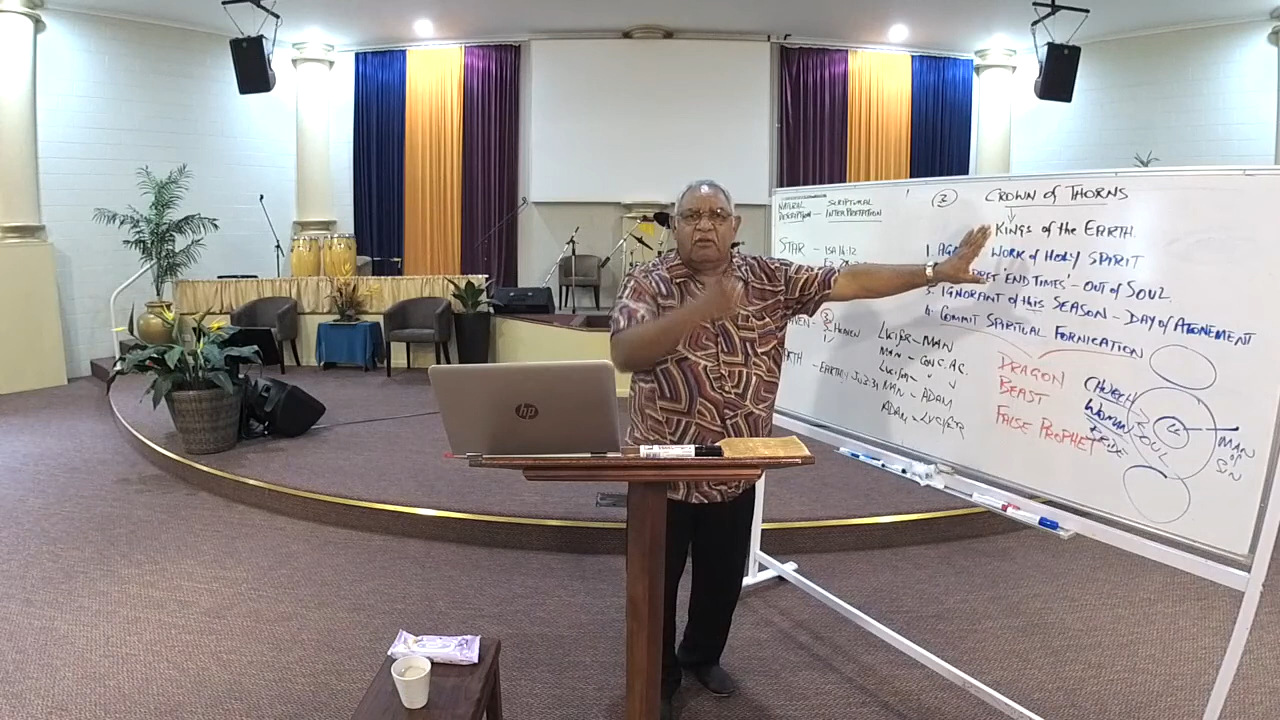 NATURAL DESCRIPTION — SCRIPTURAL INTERPRETATION
STAR - ISA 14:12
② CROWN OF THORNS
KINGS OF THE EARTH.
1. WORK OF HOLY SPIRIT
'END TIMES' - OUT OF SOUL
3. IGNORANT OF this SEASON - DAY OF ATONEMENT
4. COMMIT SPIRITUAL FORNICATION
③
HEAVEN
LUCIFER - MAN
MAN -
LUCIFER -
MAN - ADAM
ADAM - LUCIFER
EARTH
DRAGON
BEAST
FALSE PROPHET
CHURCH
WOMAN
SOUL
MAN OF SIN
hp